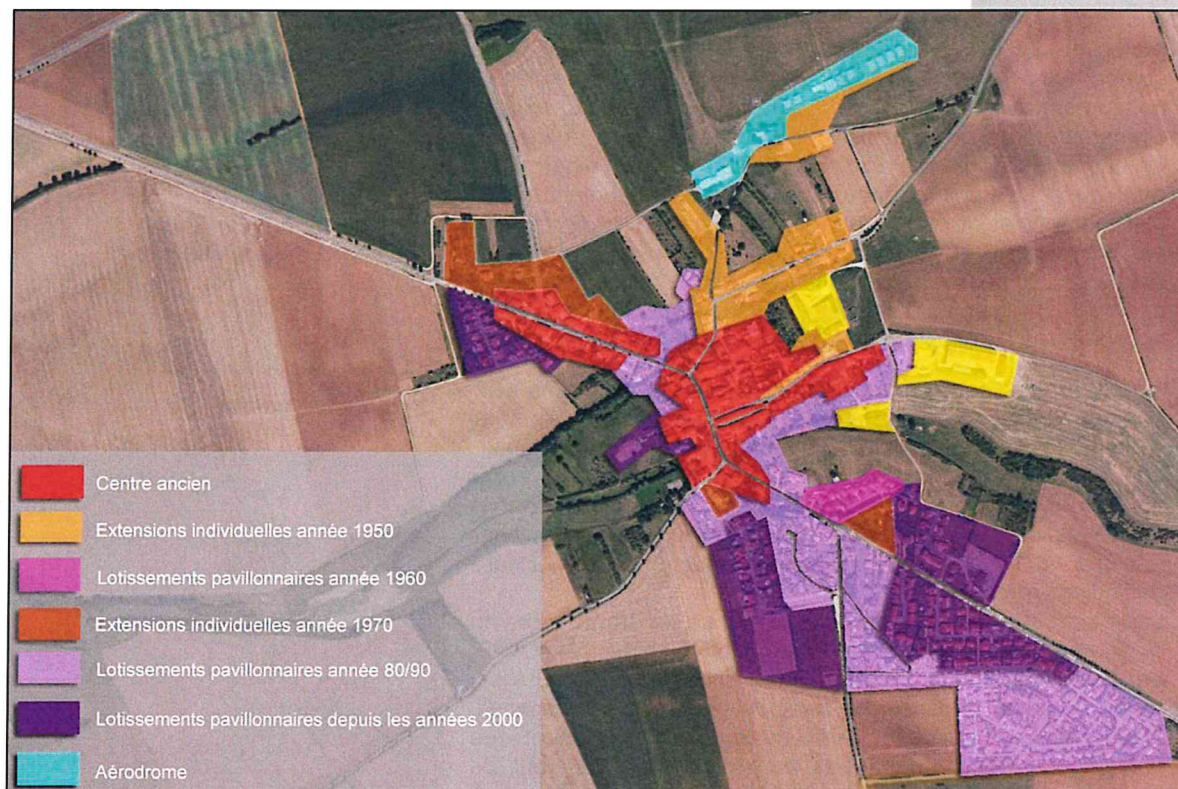 Centre ancien
Extensions individuelles année 1950
Lotissements pavillonnaires année 1960
Extensions individuelles année 1970
Lotissements pavillonnaires année 80/90
Lotissements pavillonnaires depuis les années 2000
Aérodrome